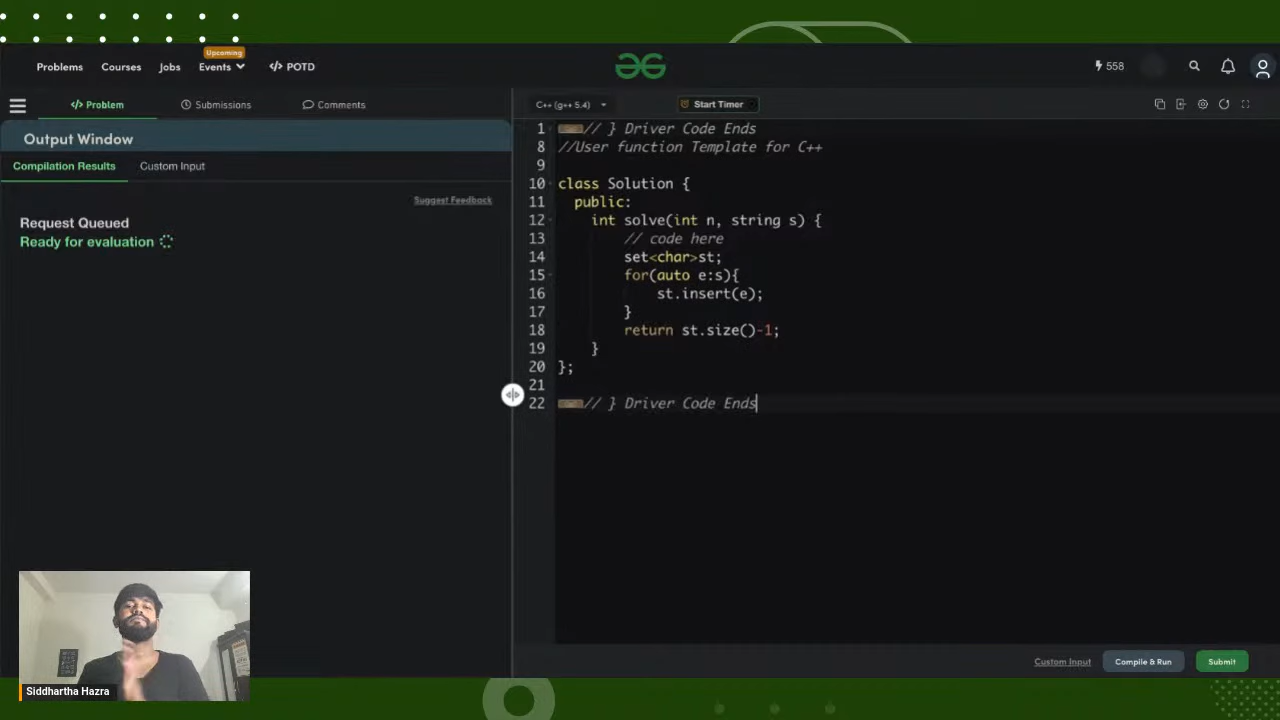 Upcoming
Problems Courses Jobs Events </> POTD 558
</> Problem Submissions Comments C++ (g++ 5.4) Start Timer
Output Window
Compilation Results Custom Input
Suggest Feedback
Request Queued
Ready for evaluation
1 // } Driver Code Ends
8 //User function Template for C++
9
10 class Solution {
11 public:
12 int solve(int n, string s) {
13 // code here
14 set<char>st;
15 for(auto e:s){
16 st.insert(e);
17 }
18 return st.size()-1;
19 }
20 };
21
22 // } Driver Code Ends
Custom Input Compile & Run Submit
Siddhartha Hazra